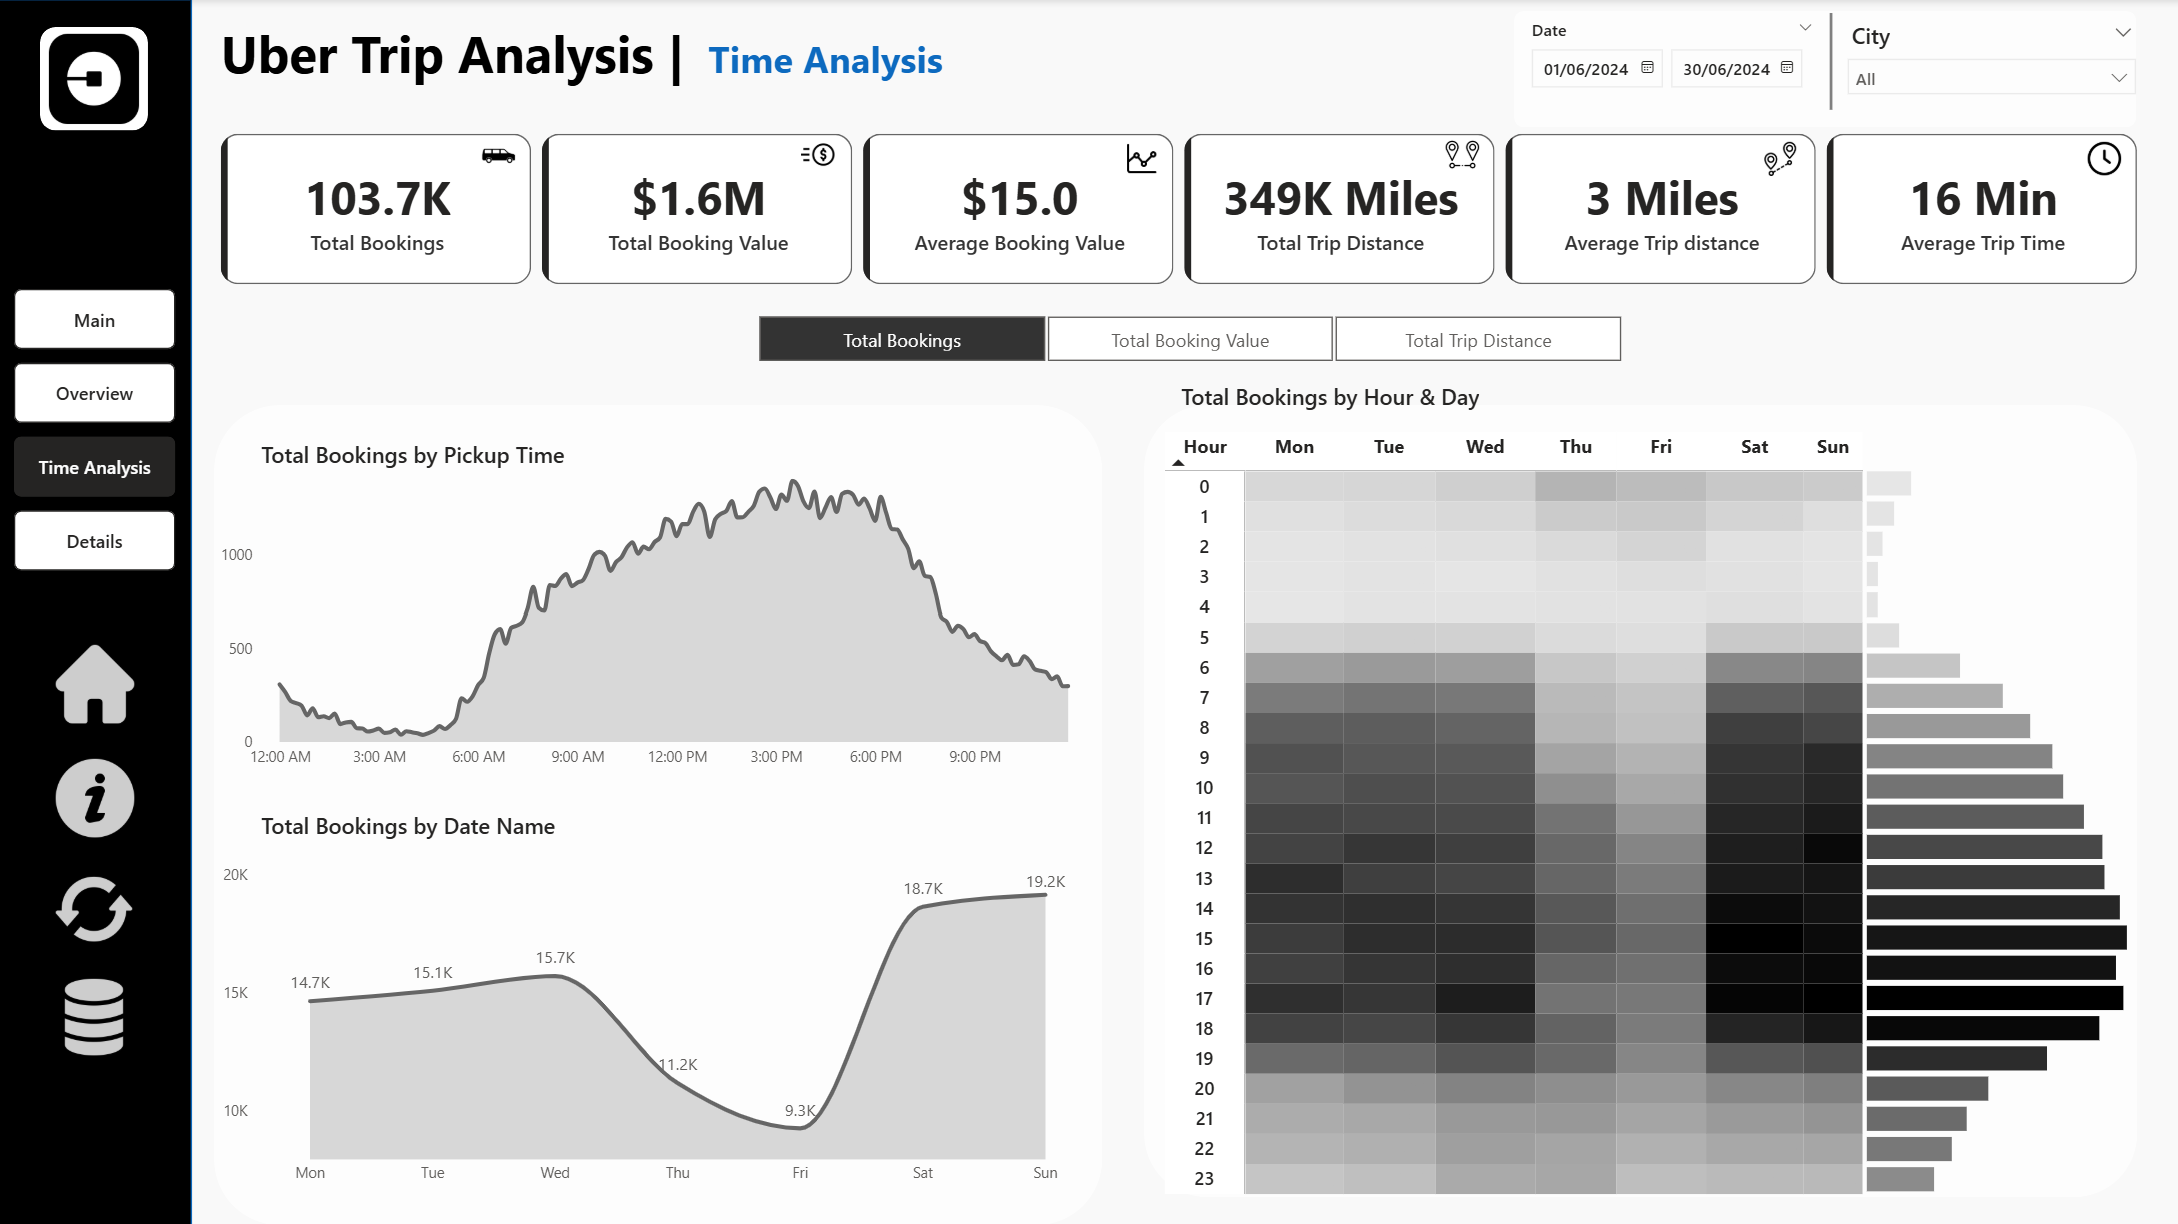 Uber Trip Analysis | Time Analysis
Date
01/06/2024 30/06/2024
City
All
103.7K
Total Bookings
$1.6M
Total Booking Value
$15.0
Average Booking Value
349K Miles
Total Trip Distance
3 Miles
Average Trip distance
16 Min
Average Trip Time
Main
Overview
Time Analysis
Details
Total Bookings Total Booking Value Total Trip Distance
Total Bookings by Pickup Time
1000
500
0
12:00 AM 3:00 AM 6:00 AM 9:00 AM 12:00 PM 3:00 PM 6:00 PM 9:00 PM
Total Bookings by Date Name
20K
15K
10K
14.7K 15.1K 15.7K 11.2K 9.3K 18.7K 19.2K
Mon Tue Wed Thu Fri Sat Sun
Total Bookings by Hour & Day
Hour Mon Tue Wed Thu Fri Sat Sun
0
1
2
3
4
5
6
7
8
9
10
11
12
13
14
15
16
17
18
19
20
21
22
23